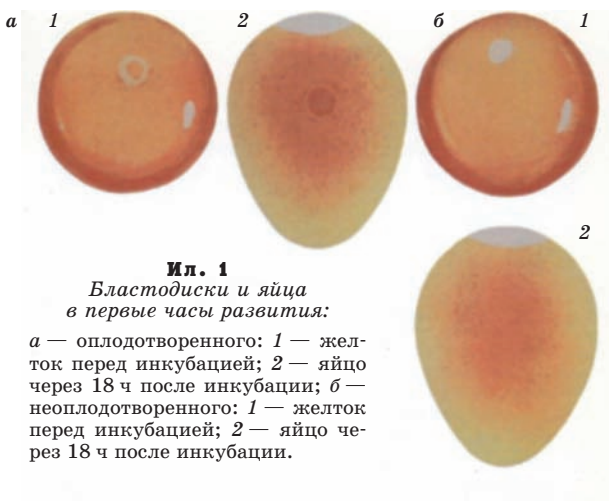 а 1 2 б 1
2
Ил. 1
Бластодиски и яйца
в первые часы развития:
а — оплодотворенного: 1 — жел-
ток перед инкубацией; 2 — яйцо
через 18 ч после инкубации; б —
неоплодотворенного: 1 — желток
перед инкубацией; 2 — яйцо че-
рез 18 ч после инкубации.